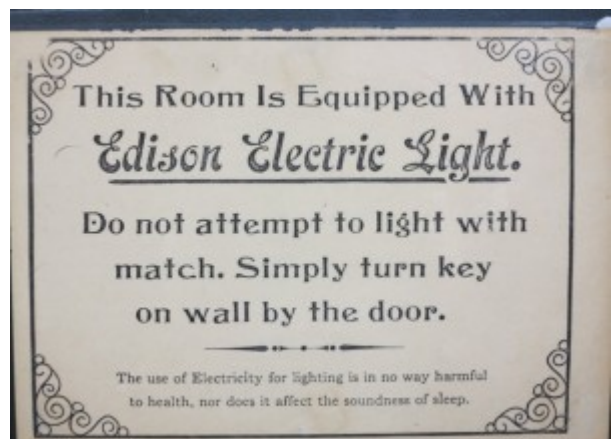 This Room Is Equipped With
Edison Electric Light.
Do not attempt to light with
match. Simply turn key
on wall by the door.
The use of Electricity for lighting is in no way harmful
to health, nor does it affect the soundness of sleep.